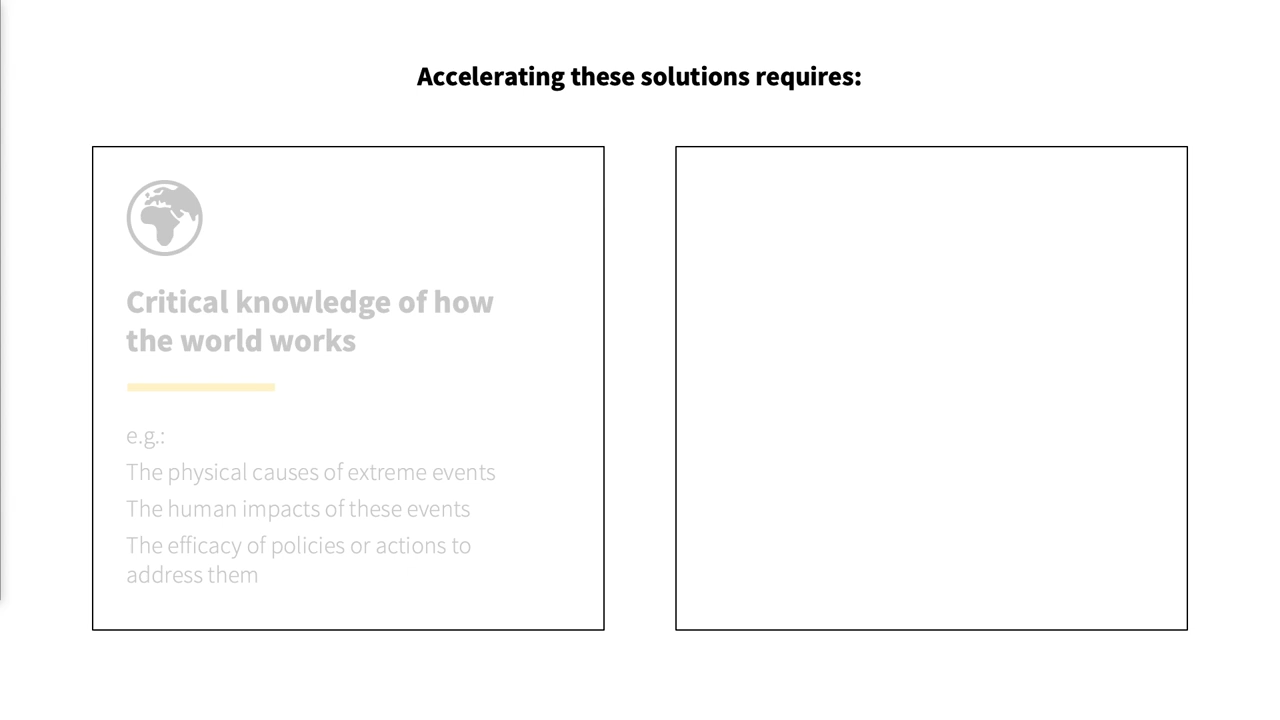 Accelerating these solutions requires:
Critical knowledge of how
the world works
e.g.:
The physical causes of extreme events
The human impacts of these events
The efficacy of policies or actions to
address them